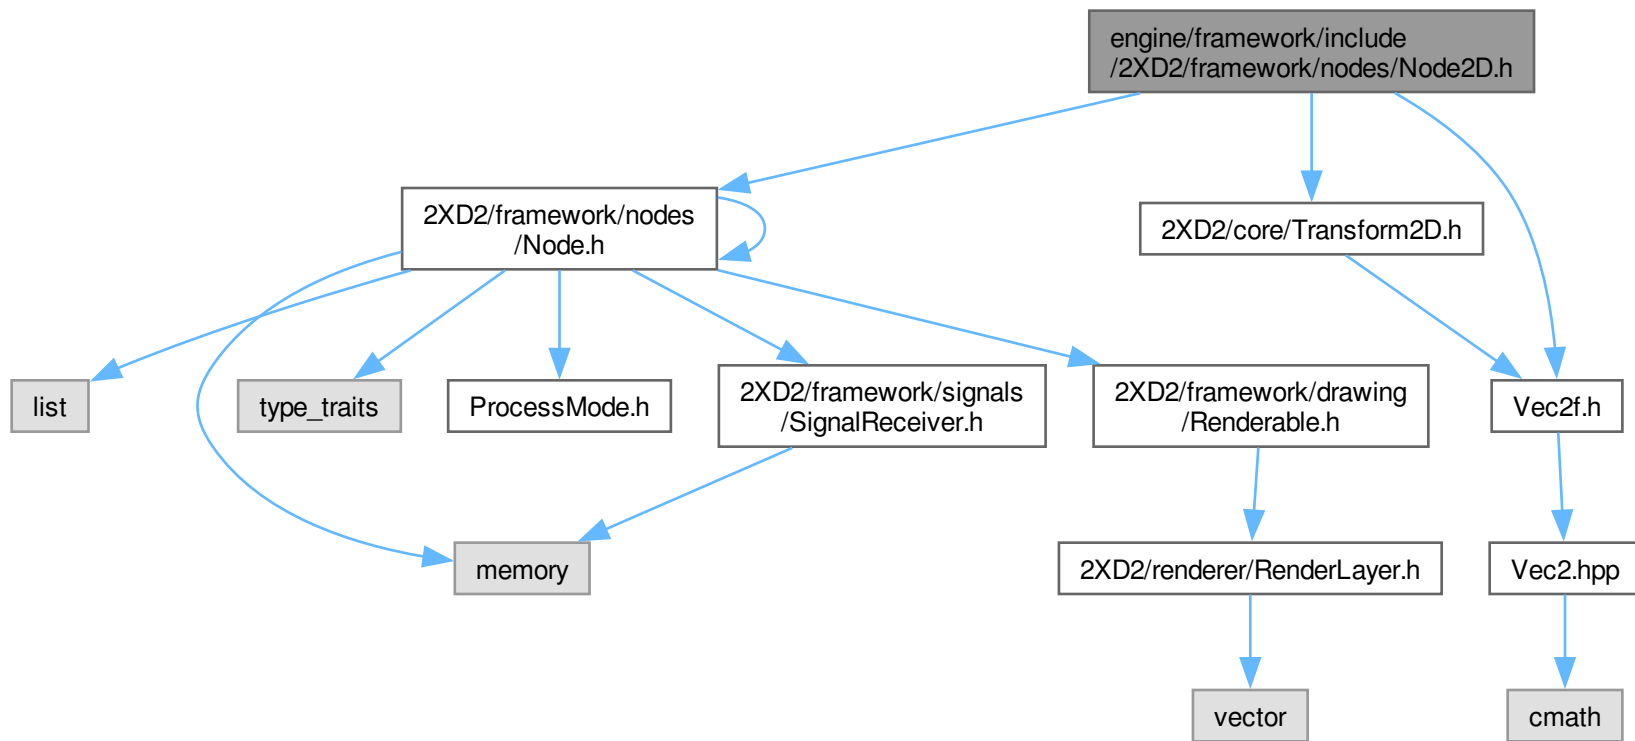 engine/framework/include
/2XD2/framework/nodes/Node2D.h
2XD2/framework/nodes
/Node.h
2XD2/core/Transform2D.h
list
type_traits
ProcessMode.h
2XD2/framework/signals
/SignalReceiver.h
2XD2/framework/drawing
/Renderable.h
Vec2f.h
memory
2XD2/renderer/RenderLayer.h
Vec2.hpp
vector
cmath